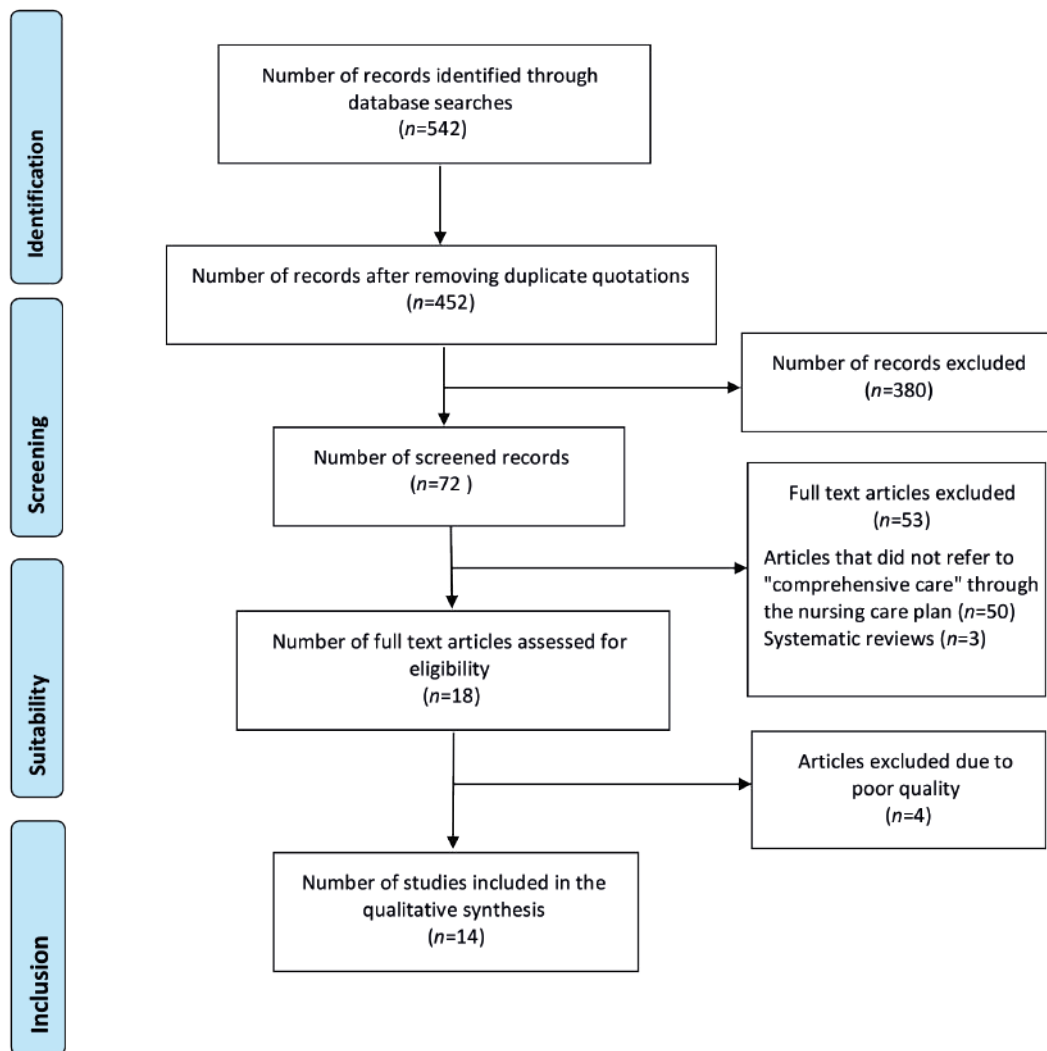 Identification
Number of records identified through
database searches
(n=542)
Number of records after removing duplicate quotations
(n=452)
Screening
Number of records excluded
(n=380)
Number of screened records
(n=72 )
Full text articles excluded
(n=53)
Articles that did not refer to
"comprehensive care" through
the nursing care plan (n=50)
Systematic reviews (n=3)
Suitability
Number of full text articles assessed for
eligibility
(n=18)
Articles excluded due to
poor quality
(n=4)
Inclusion
Number of studies included in the
qualitative synthesis
(n=14)